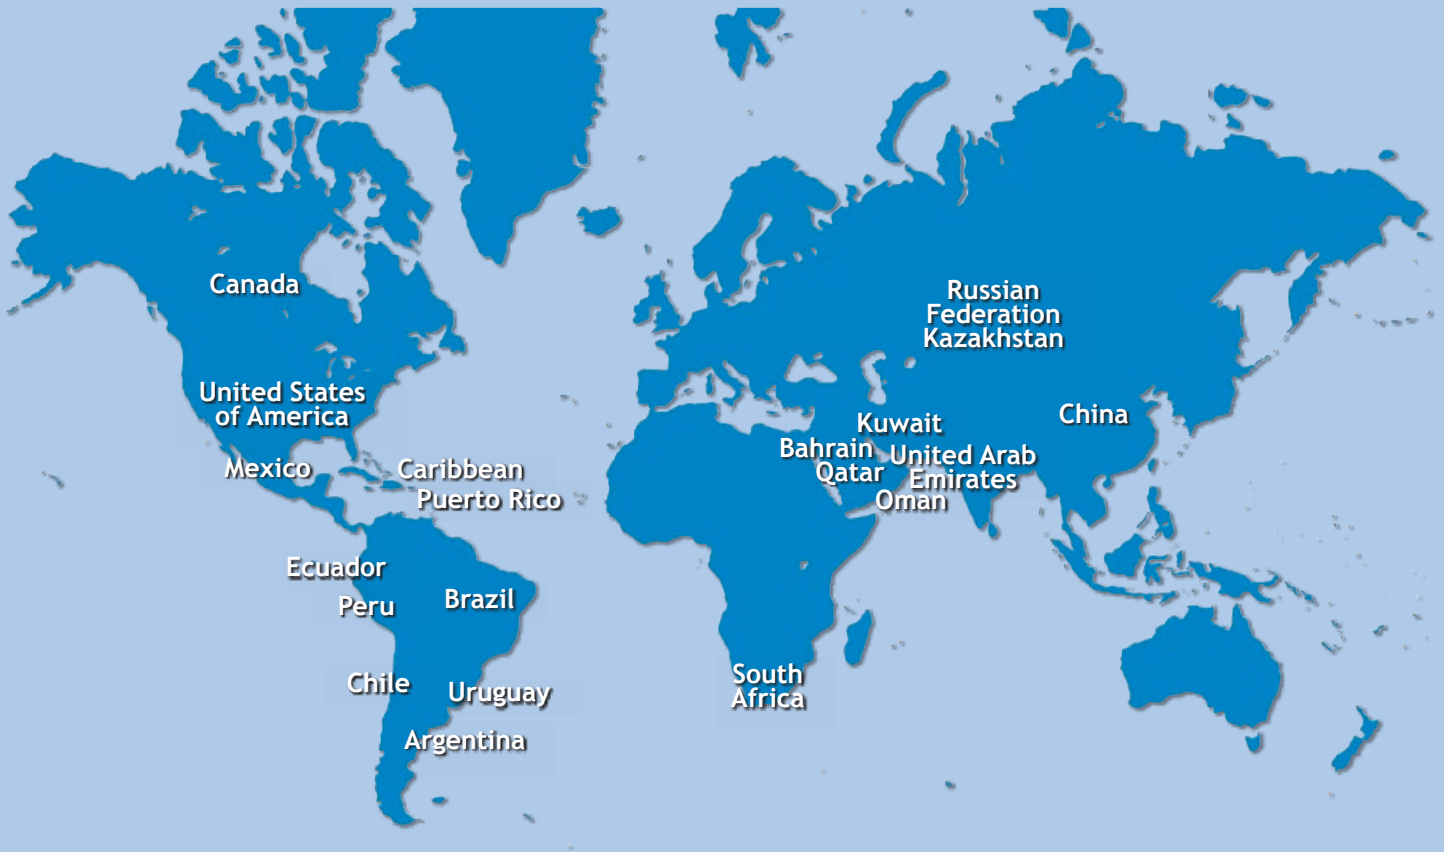 Canada
Russian
Federation
Kazakhstan
United States
of America
China
Kuwait
Bahrain
United Arab
Emirates
Qatar
Oman
Mexico
Caribbean
Puerto Rico
Ecuador
Peru
Brazil
Chile
Uruguay
Argentina
South
Africa